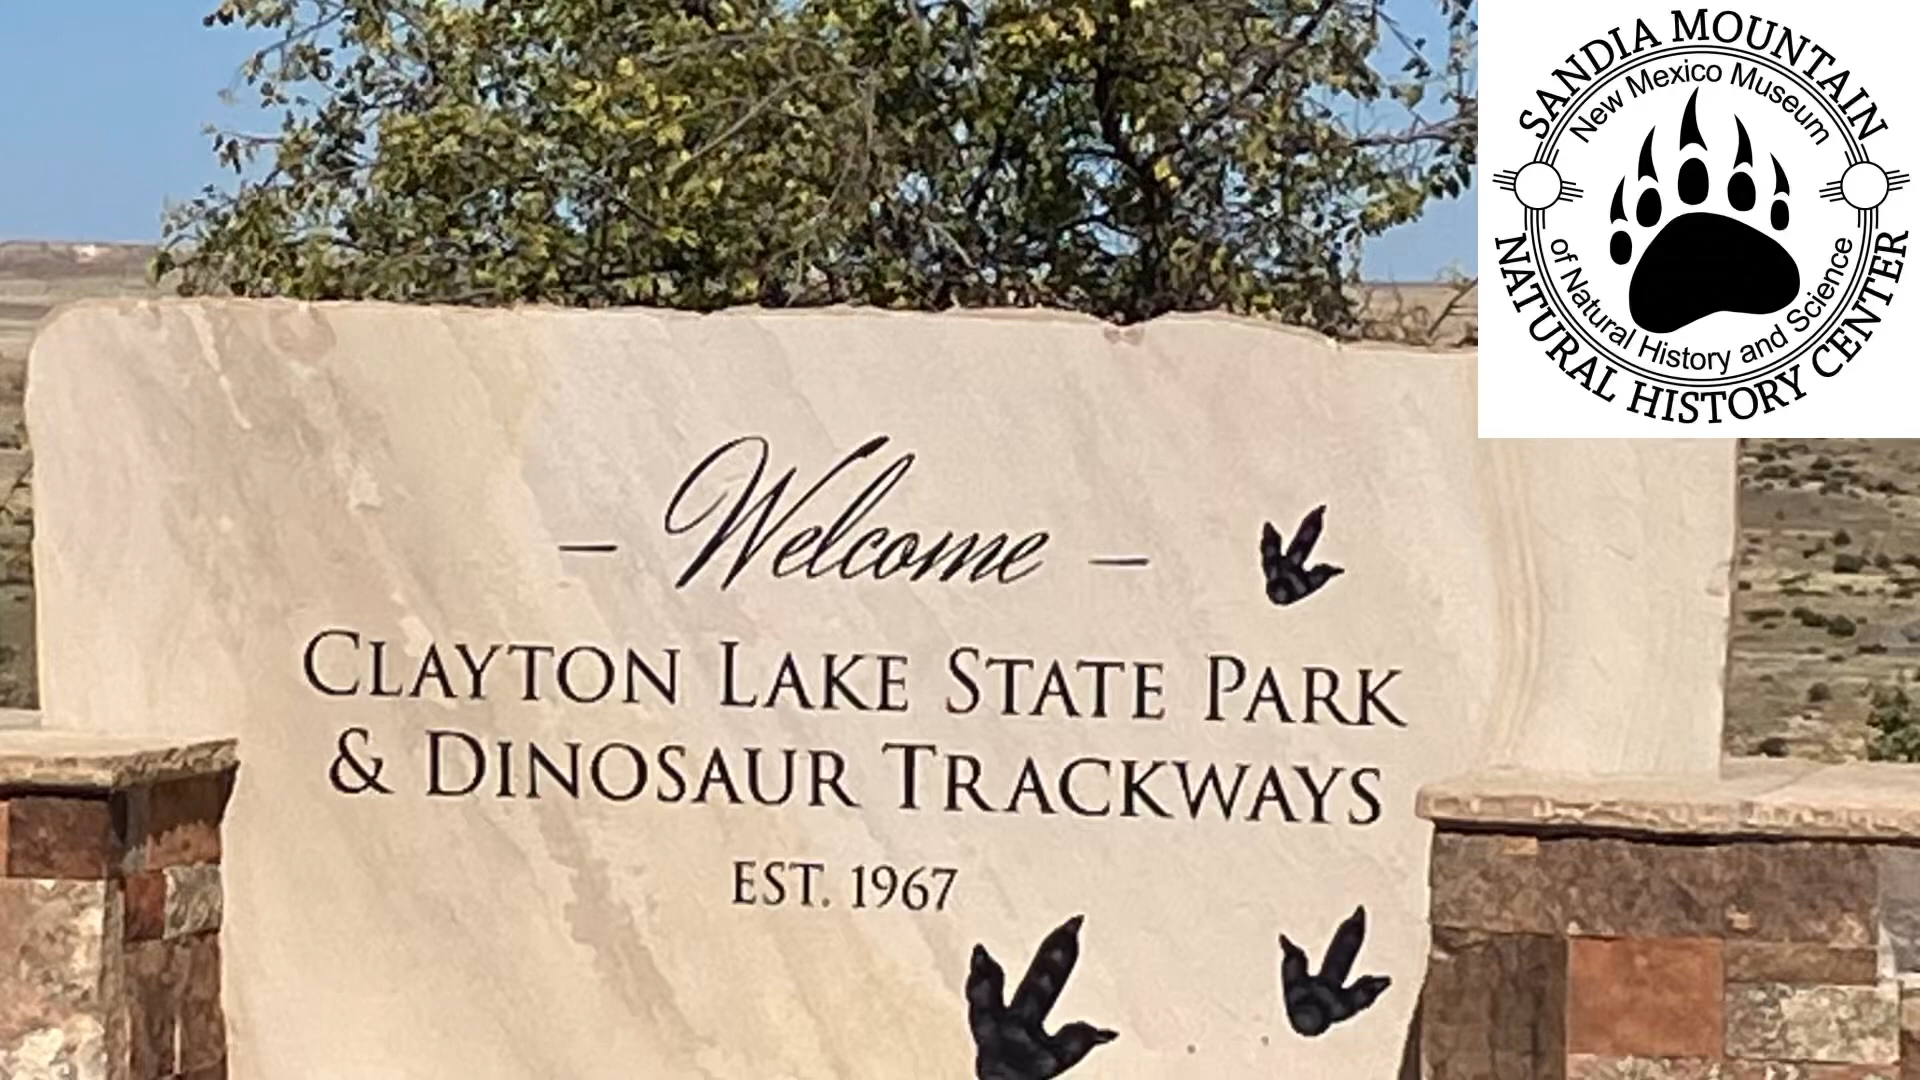 – Welcome –
CLAYTON LAKE STATE PARK
& DINOSAUR TRACKWAYS
EST. 1967
SANDIA MOUNTAIN
New Mexico Museum
of Natural History and Science
NATURAL HISTORY CENTER